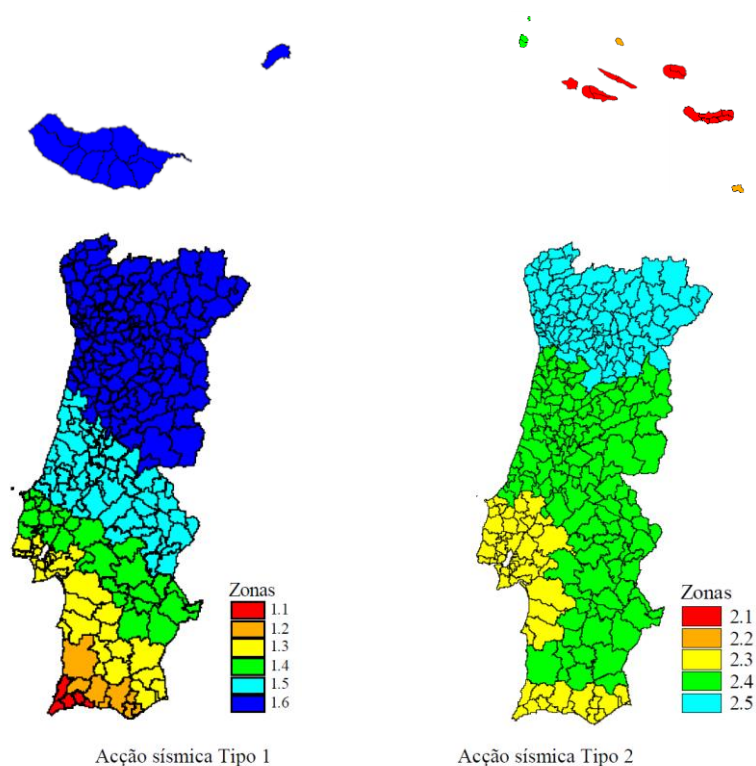 Zonas
1.1
1.2
1.3
1.4
1.5
1.6
Zonas
2.1
2.2
2.3
2.4
2.5
Acção sísmica Tipo 1
Acção sísmica Tipo 2